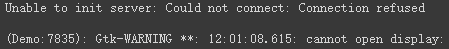 Unable to init server: Could not connect: Connection refused
(Demo:7835): Gtk-WARNING **: 12:01:08.615: cannot open display: